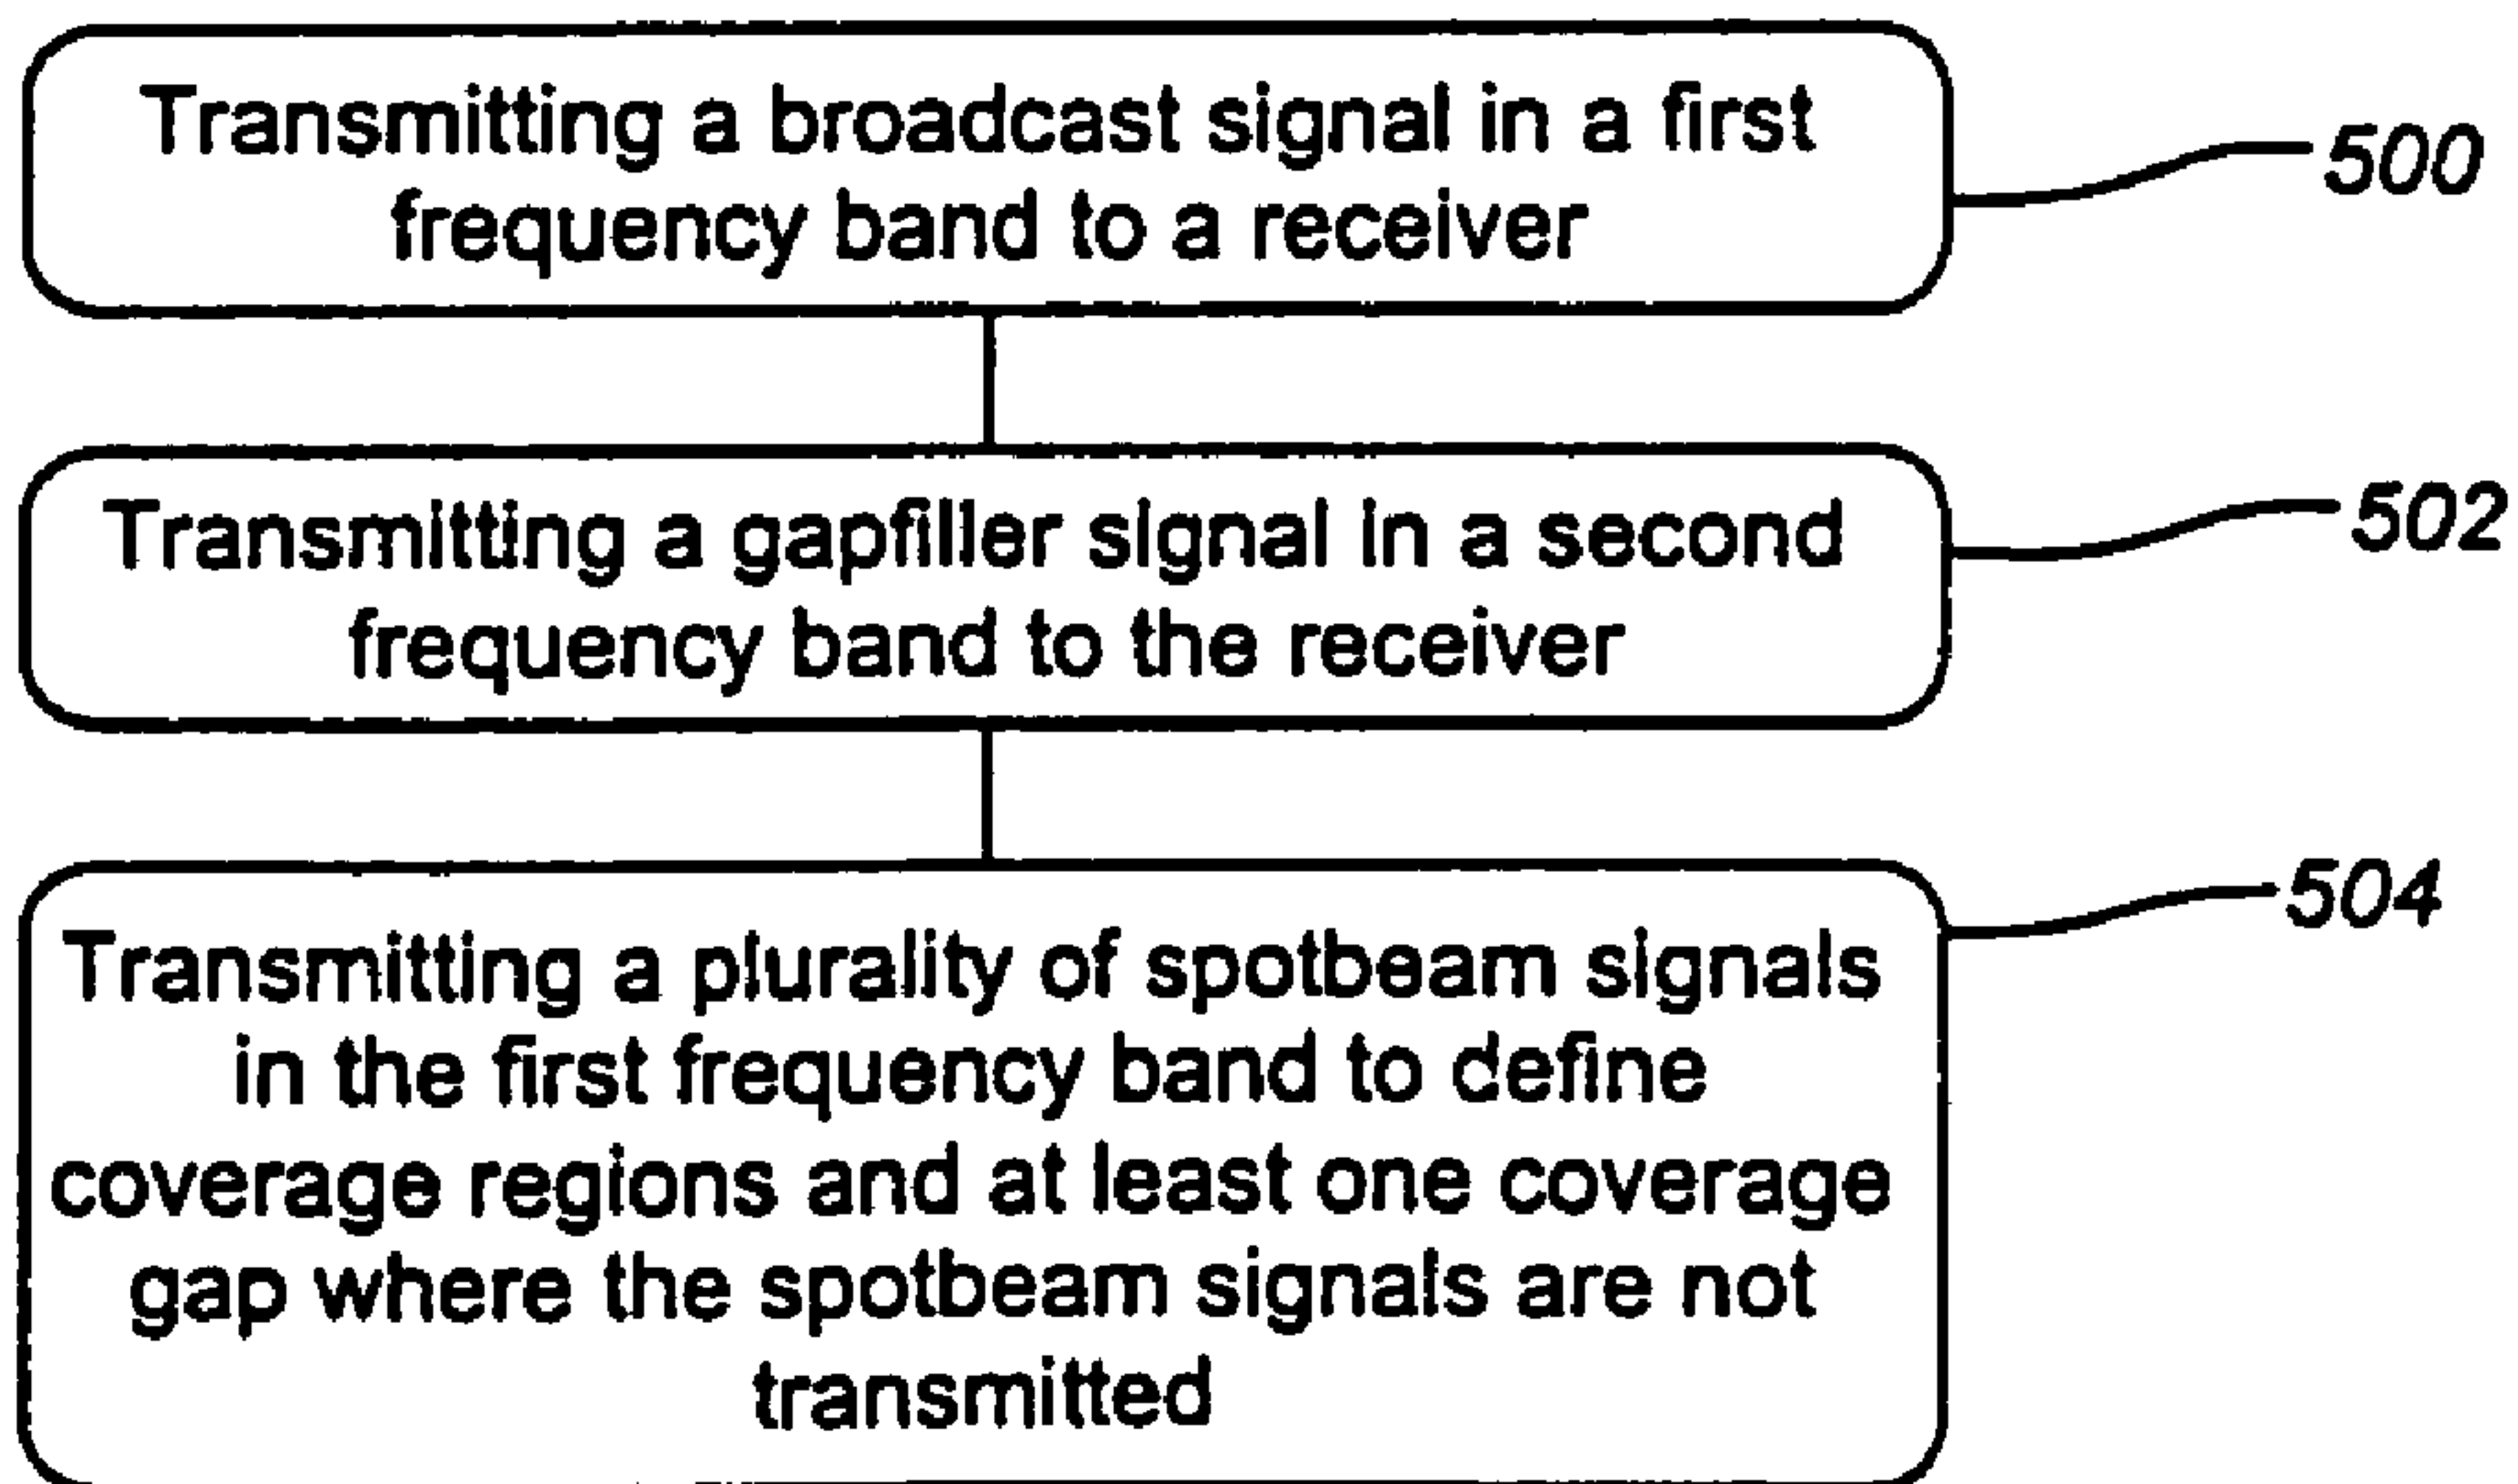 Transmitting a broadcast signal in a first
frequency band to a receiver
500
Transmitting a gapfiller signal in a second
frequency band to the receiver
502
Transmitting a plurality of spotbeam signals
in the first frequency band to define
coverage regions and at least one coverage
gap where the spotbeam signals are not
transmitted
504